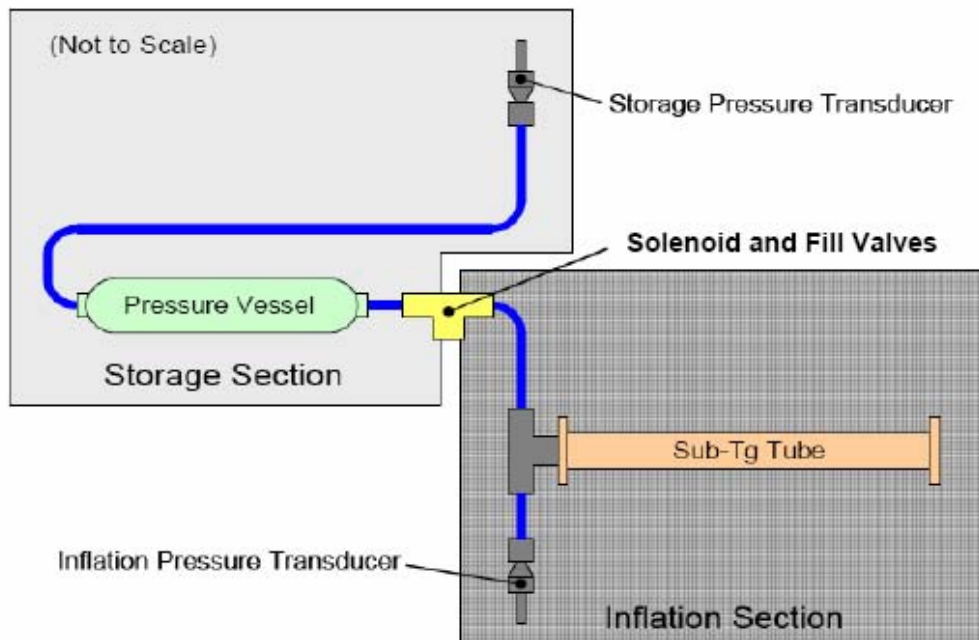 (Not to Scale)
Storage Pressure Transducer
Solenoid and Fill Valves
Pressure Vessel
Storage Section
Sub-Tg Tube
Inflation Pressure Transducer
Inflation Section